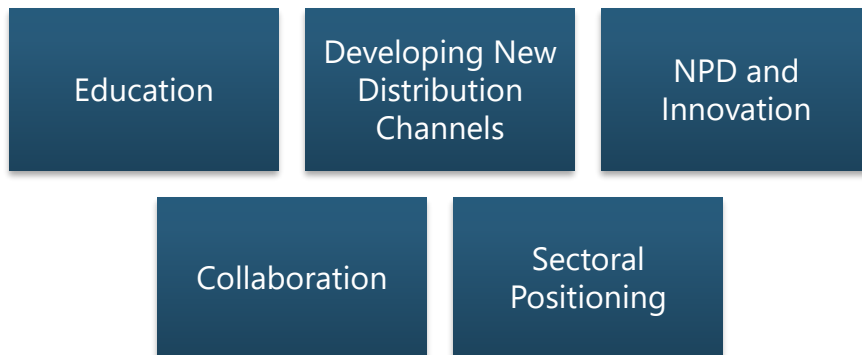 Education
Developing New
Distribution
Channels
NPD and
Innovation
Collaboration
Sectoral
Positioning